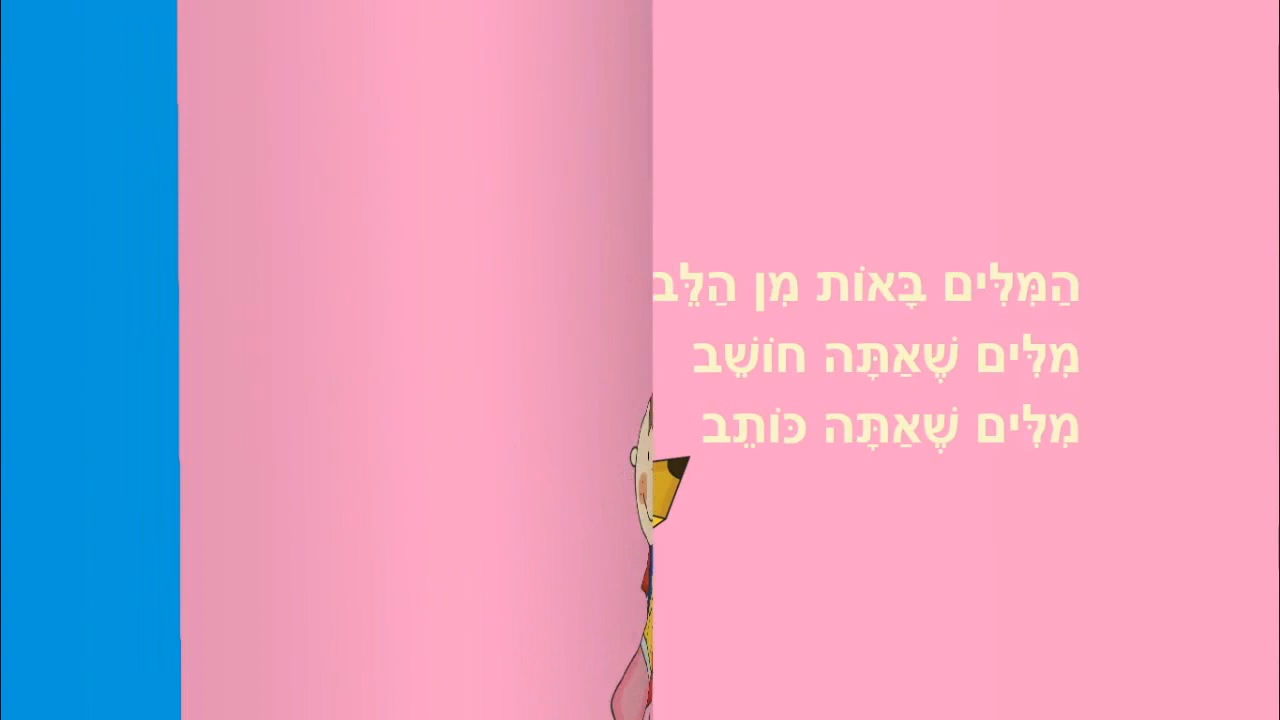 הַמִּלִּים בָּאוֹת מִן הַלֵּב
מִלִּים שֶׁאַתָּה חוֹשֵׁב
מִלִּים שֶׁאַתָּה כּוֹתֵב